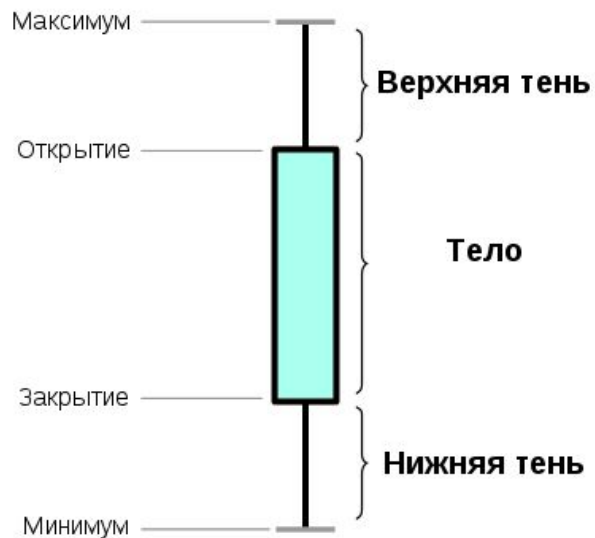 Максимум
Верхняя тень
Открытие
Тело
Закрытие
Нижняя тень
Минимум